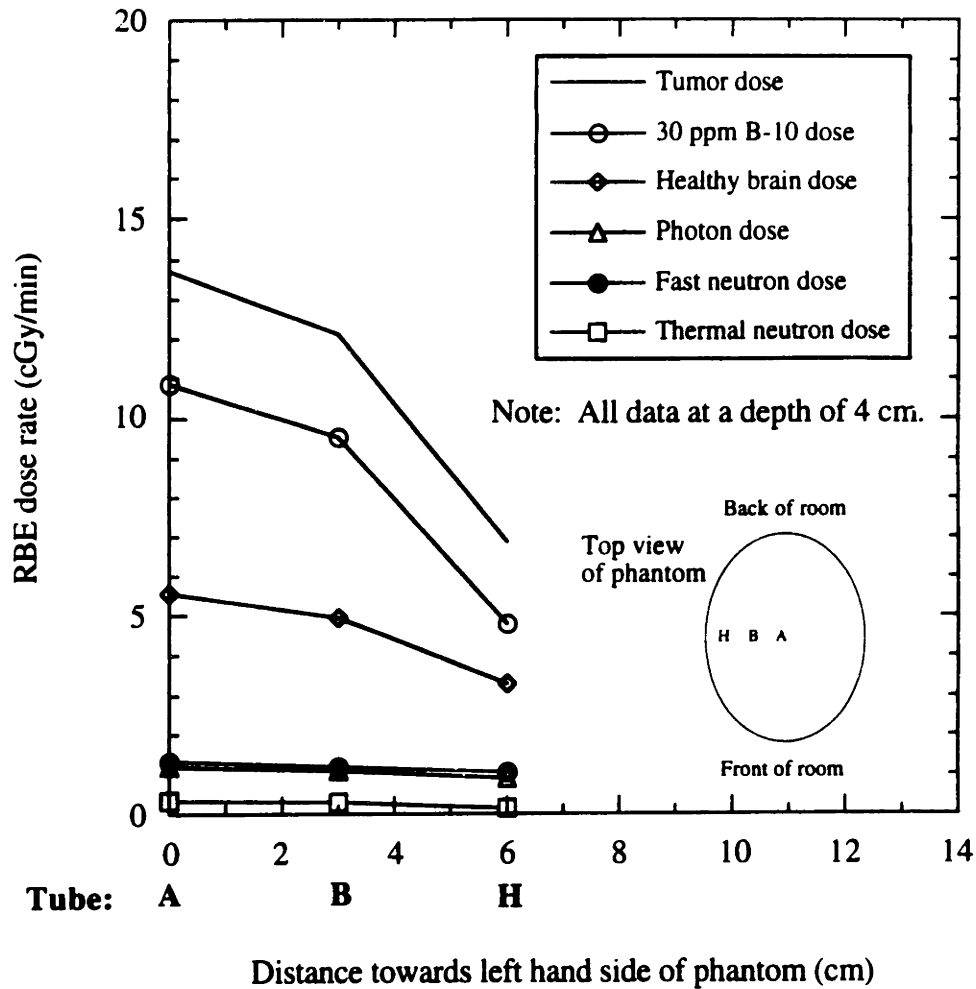 20
15
10
5
0
RBE dose rate (cGy/min)
Tumor dose
30 ppm B-10 dose
Healthy brain dose
Photon dose
Fast neutron dose
Thermal neutron dose
Note: All data at a depth of 4 cm.
Back of room
Top view
of phantom
H B A
Front of room
0 2 4 6 8 10 12 14
Tube: A B H
Distance towards left hand side of phantom (cm)